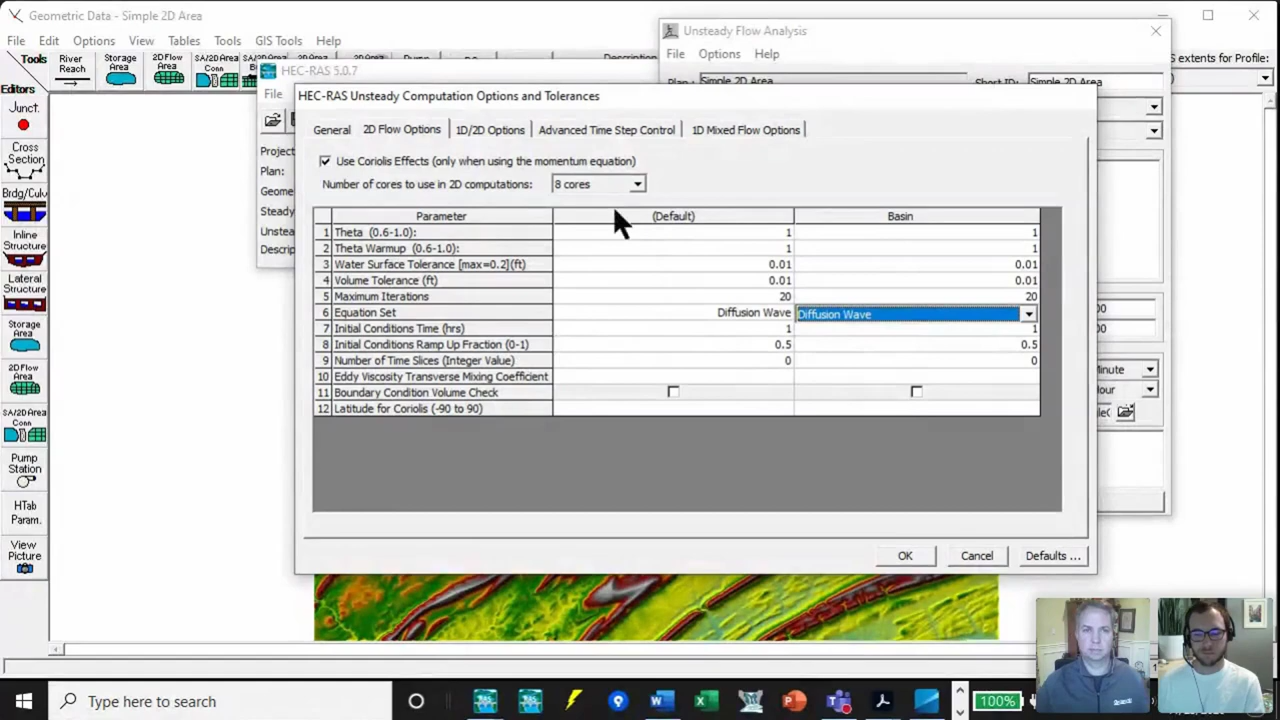 Geometric Data - Simple 2D Area
File Edit Options View Tables Tools GIS Tools Help
Tools
River Reach
Storage Area
2D Flow Area
SA/2D Area Conn
Description
S extents for Profile:
Editors
Junct.
Cross Section
Brdg/Culv
Inline Structure
Lateral Structure
Storage Area
2D Flow Area
SA/2D Area Conn
Pump Station
HTab Param.
View Picture
Unsteady Flow Analysis
File Options Help
Plan : Simple 2D Area Short ID: Simple 2D Area
HEC-RAS 5.0.7
File
Project
Plan:
Geome
Steady
Unstea
Descrip
HEC-RAS Unsteady Computation Options and Tolerances
General 2D Flow Options 1D/2D Options Advanced Time Step Control 1D Mixed Flow Options
Use Coriolis Effects (only when using the momentum equation)
Number of cores to use in 2D computations: 8 cores
Parameter (Default) Basin
1 Theta (0.6-1.0): 1 1
2 Theta Warmup (0.6-1.0): 1 1
3 Water Surface Tolerance [max=0.2](ft) 0.01 0.01
4 Volume Tolerance (ft) 0.01 0.01
5 Maximum Iterations 20 20
6 Equation Set Diffusion Wave Diffusion Wave
7 Initial Conditions Time (hrs) 1 1
8 Initial Conditions Ramp Up Fraction (0-1) 0.5 0.5
9 Number of Time Slices (Integer Value) 0 0
10 Eddy Viscosity Transverse Mixing Coefficient
11 Boundary Condition Volume Check
12 Latitude for Coriolis (-90 to 90)
00
00
Minute
Hour
OK Cancel Defaults ...
Type here to search
100%